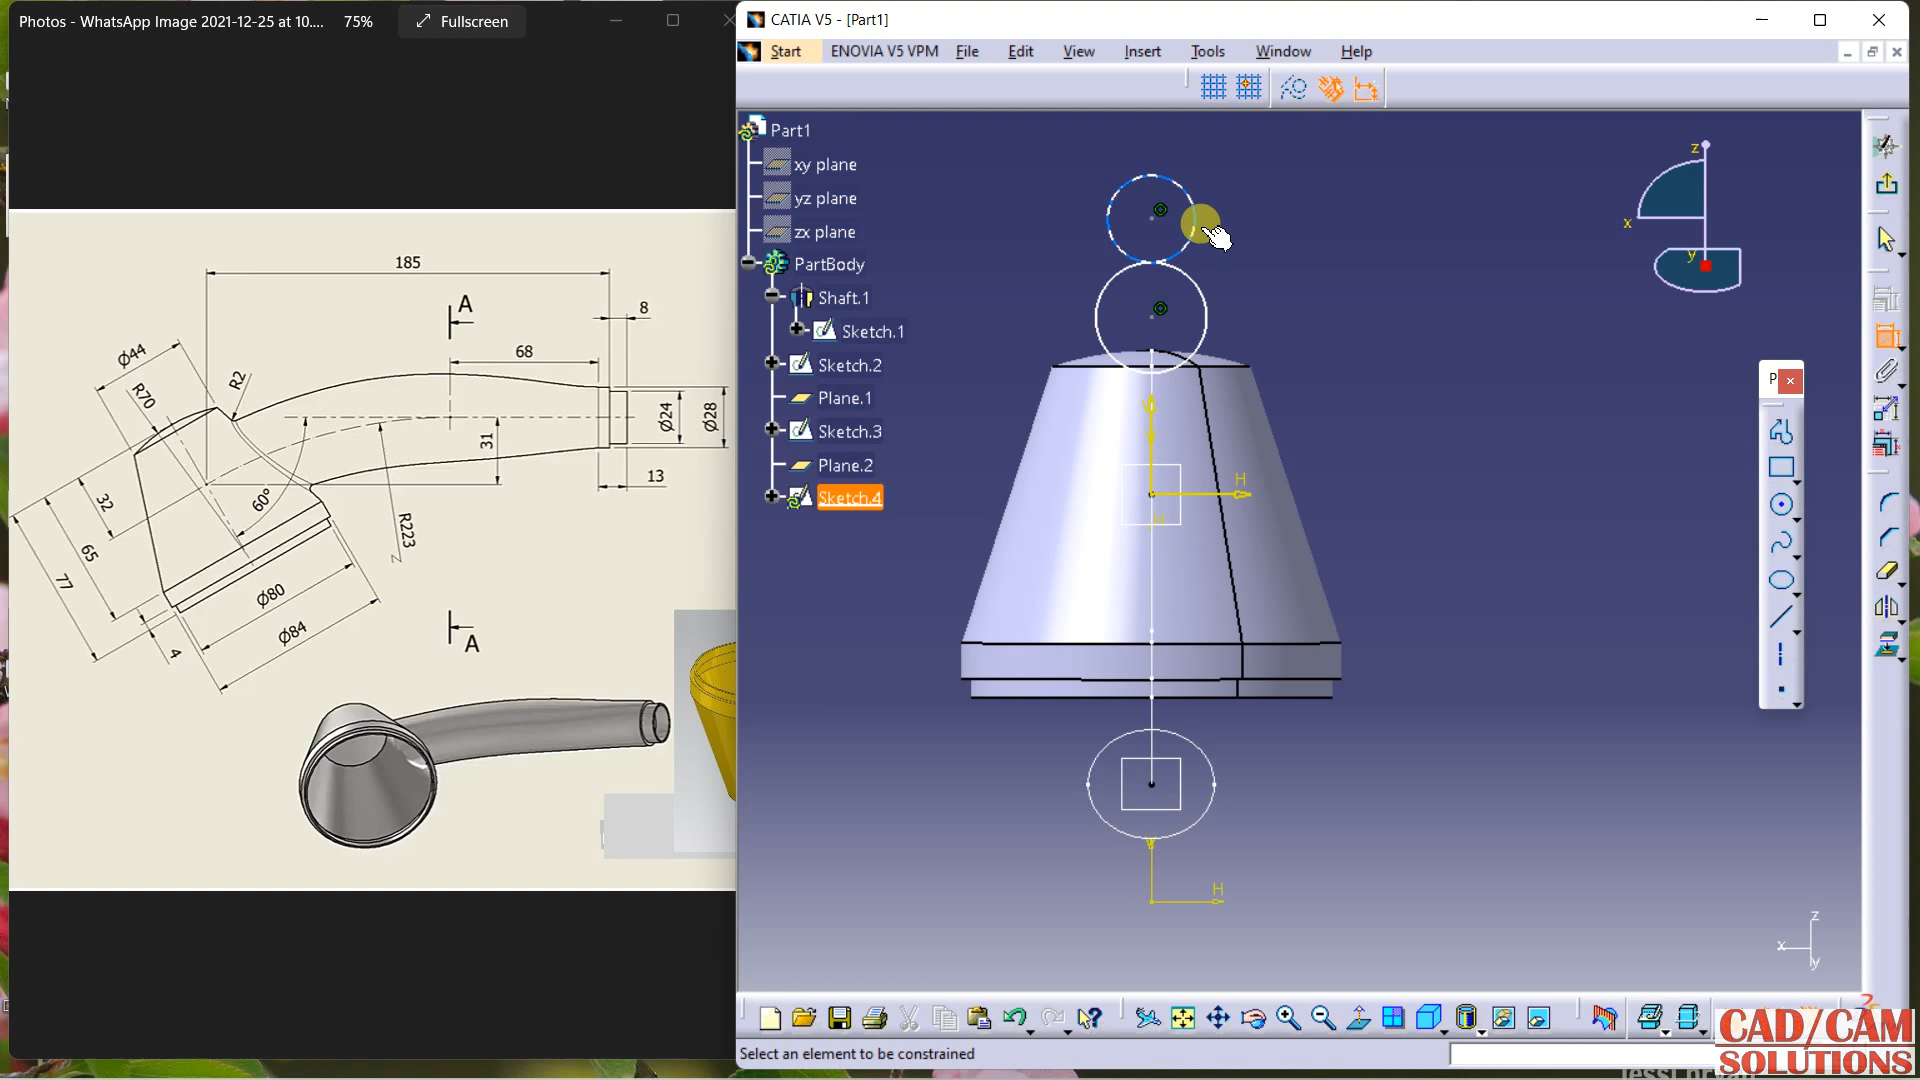 Photos - WhatsApp Image 2021-12-25 at 10....
75%
Fullscreen
CATIA V5 - [Part1]
Start
ENOVIA V5 VPM
File
Edit
View
Insert
Tools
Window
Help
Part1
xy plane
yz plane
zx plane
PartBody
Shaft.1
Sketch.1
Sketch.2
Plane.1
Sketch.3
Plane.2
Sketch.4
z
x
y
P
V
H
H
V
H
z
x
y
185
A
8
68
Ø44
R2
R70
Ø24
Ø28
31
13
32
60°
R223
65
77
Ø80
Ø84
4
A
Select an element to be constrained
CAD/CAM
SOLUTIONS